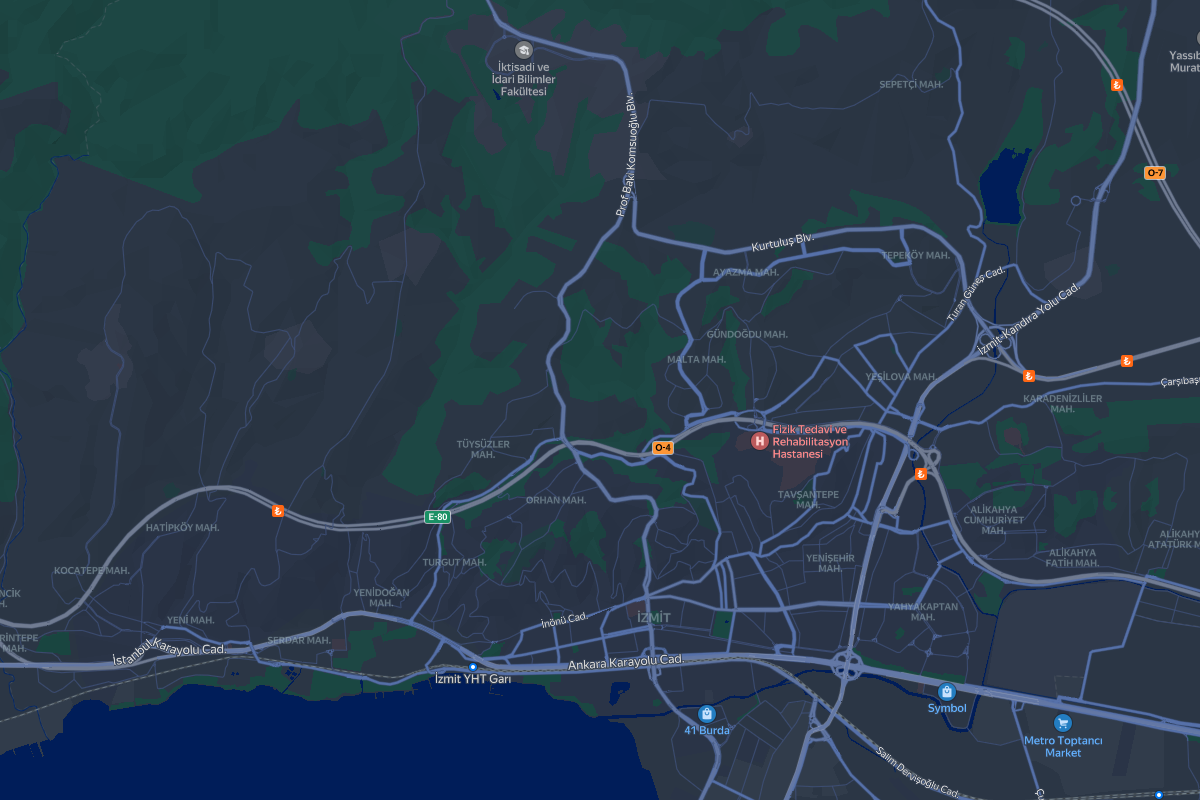 İktisadi ve
İdari Bilimler
Fakültesi
SEPETÇİ MAH.
O-7
Prof Baki Komsuoğlu Blv.
Kurtuluş Blv.
TEPEKÖY MAH.
AYAZMA MAH.
Turan Güneş Cad.
İzmit-Kandıra Yolu Cad.
GÜNDOĞDU MAH.
MALTA MAH.
YEŞİLOVA MAH.
KARADENİZLİLER
MAH.
Fizik Tedavi ve
Rehabilitasyon
Hastanesi
H
O-4
TÜYSÜZLER
MAH.
ORHAN MAH.
TAVŞANTEPE
MAH.
E-80
HATİPKÖY MAH.
ALİKAHYA
CUMHURİYET
MAH.
ALİKAHYA
FATİH MAH.
YENİŞEHİR
MAH.
TURGUT MAH.
KOCATEPE MAH.
YENİDOĞAN
MAH.
YAHYAKAPTAN
MAH.
YENİ MAH.
İnönü Cad.
İZMİT
SERDAR MAH.
İstanbul Karayolu Cad.
Ankara Karayolu Cad.
İzmit YHT Garı
41 Burda
Symbol
Metro Toptancı
Market
Salim Dervişoğlu Cad.